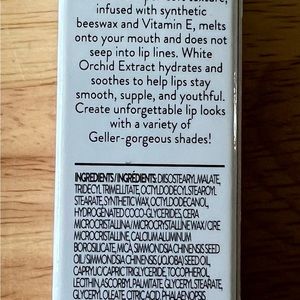 infused with synthetic
beeswax and Vitamin E, melts
onto your mouth and does not
seep into lip lines. White
Orchid Extract hydrates and
soothes to help lips stay
smooth, supple, and youthful.
Create unforgettable lip looks
with a variety of
Geller-gorgeous shades!
INGREDIENTS/INGRÉDIENTS: DIISOSTEARYL MALATE,
TRIDECYL TRIMELLITATE, OCTYLDODECYL STEAROYL
STEARATE, SYNTHETIC WAX, OCTYLDODECANOL,
HYDROGENATED COCO-GLYCERIDES, CERA
MICROCRISTALLINA / MICROCRYSTALLINE WAX / CIRE
MICROCRISTALLINE, CALCIUM ALUMINUM
BOROSILICATE, MICA, SIMMONDSIA CHINENSIS SEED
OIL / SIMMONDSIA CHINENSIS (JOJOBA) SEED OIL,
CAPRYLIC/CAPRIC TRIGLYCERIDE, TOCOPHEROL,
LECITHIN, ASCORBYL PALMITATE, GLYCERYL STEARATE,
GLYCERYL OLEATE, CITRIC ACID, PHALAENOPSIS